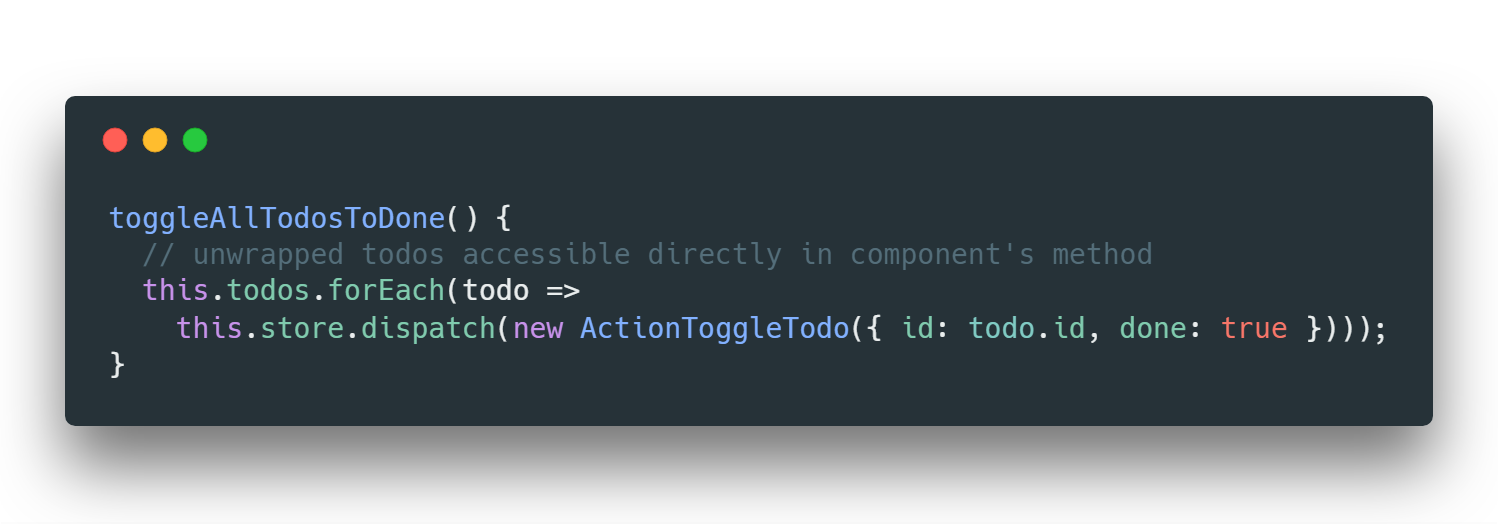 toggleAllTodosToDone() {
  // unwrapped todos accessible directly in component's method
  this.todos.forEach(todo =>
    this.store.dispatch(new ActionToggleTodo({ id: todo.id, done: true })));
}